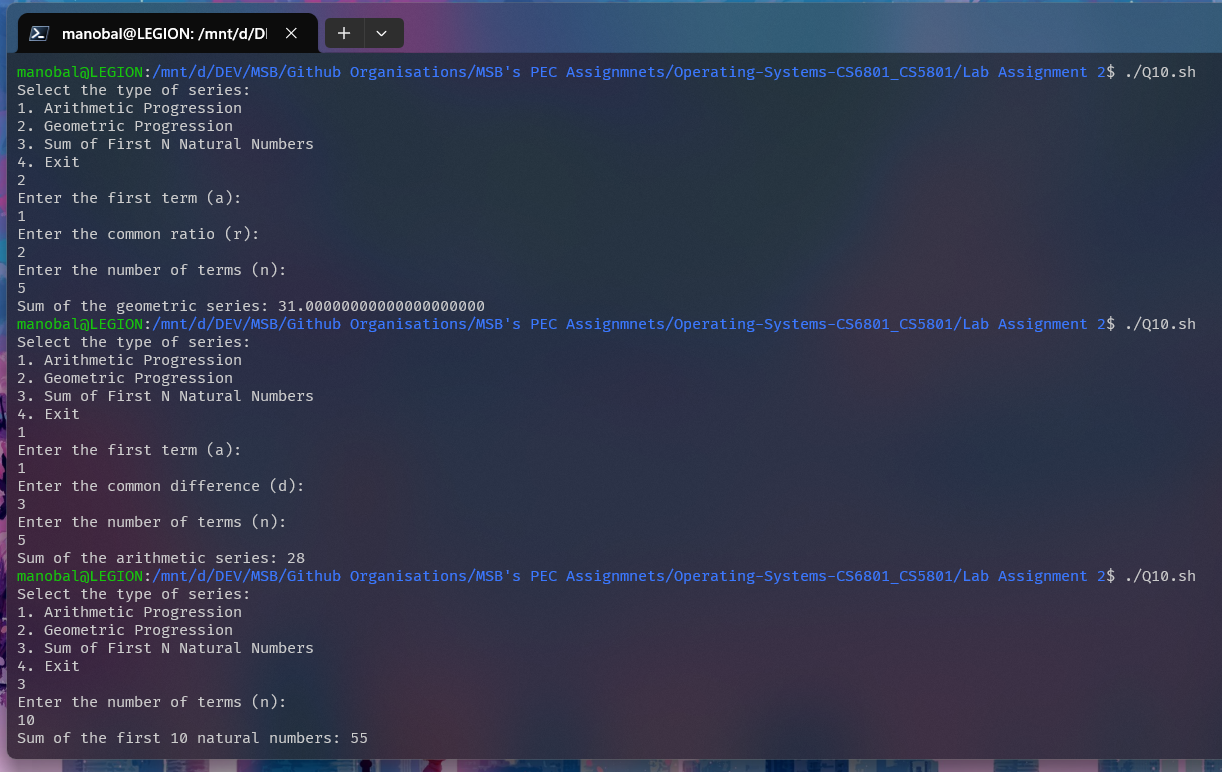 manobal@LEGION: /mnt/d/DI
manobal@LEGION:/mnt/d/DEV/MSB/Github Organisations/MSB's PEC Assignmnets/Operating-Systems-CS6801_CS5801/Lab Assignment 2$ ./Q10.sh
Select the type of series:
1. Arithmetic Progression
2. Geometric Progression
3. Sum of First N Natural Numbers
4. Exit
2
Enter the first term (a):
1
Enter the common ratio (r):
2
Enter the number of terms (n):
5
Sum of the geometric series: 31.00000000000000000000
manobal@LEGION:/mnt/d/DEV/MSB/Github Organisations/MSB's PEC Assignmnets/Operating-Systems-CS6801_CS5801/Lab Assignment 2$ ./Q10.sh
Select the type of series:
1. Arithmetic Progression
2. Geometric Progression
3. Sum of First N Natural Numbers
4. Exit
1
Enter the first term (a):
1
Enter the common difference (d):
3
Enter the number of terms (n):
5
Sum of the arithmetic series: 28
manobal@LEGION:/mnt/d/DEV/MSB/Github Organisations/MSB's PEC Assignmnets/Operating-Systems-CS6801_CS5801/Lab Assignment 2$ ./Q10.sh
Select the type of series:
1. Arithmetic Progression
2. Geometric Progression
3. Sum of First N Natural Numbers
4. Exit
3
Enter the number of terms (n):
10
Sum of the first 10 natural numbers: 55